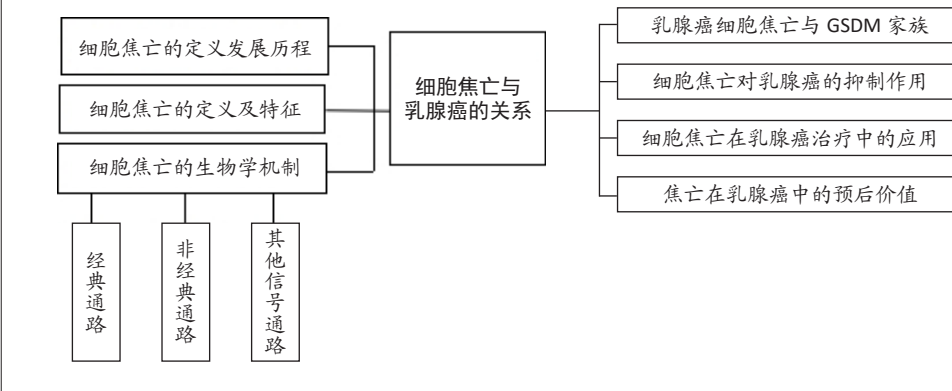 细胞焦亡的定义发展历程
细胞焦亡的定义及特征
细胞焦亡的生物学机制
经典通路
非经典通路
其他信号通路
细胞焦亡与
乳腺癌的关系
乳腺癌细胞焦亡与 GSDM 家族
细胞焦亡对乳腺癌的抑制作用
细胞焦亡在乳腺癌治疗中的应用
焦亡在乳腺癌中的预后价值